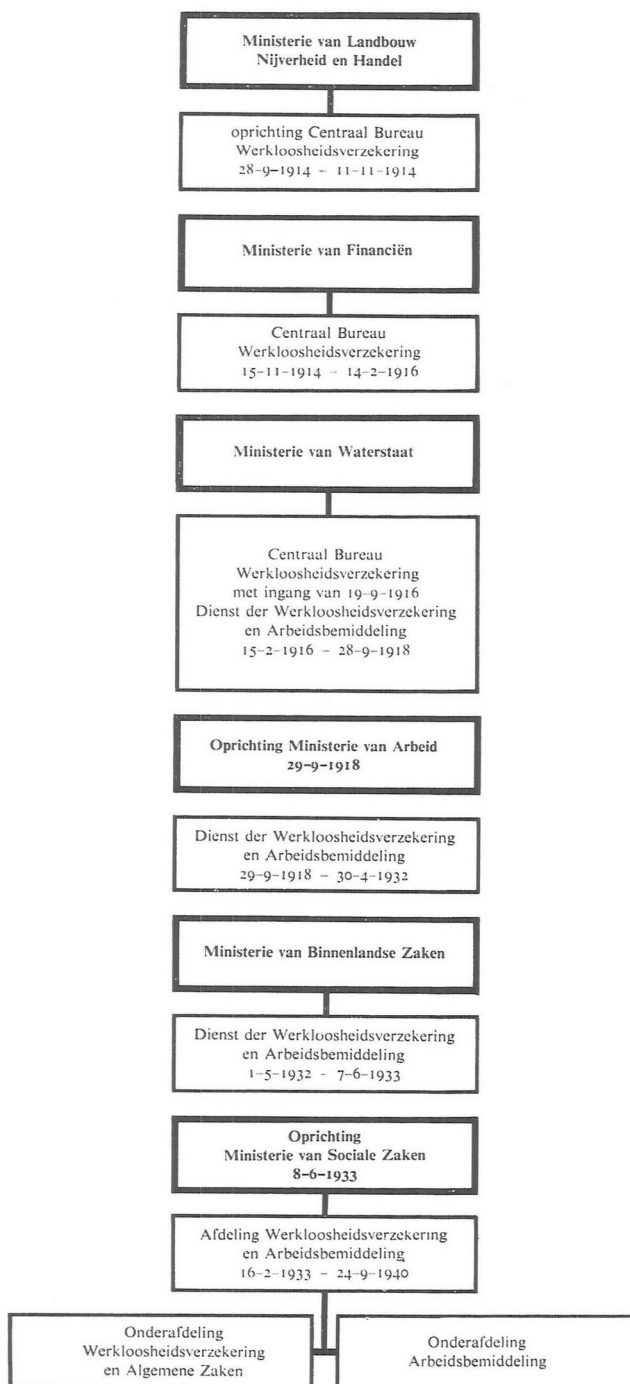 Ministerie van Landbouw
Nijverheid en Handel
oprichting Centraal Bureau
Werkloosheidsverzekering
28-9-1914 - 11-11-1914
Ministerie van Financiën
Centraal Bureau
Werkloosheidsverzekering
15-11-1914 - 14-2-1916
Ministerie van Waterstaat
Centraal Bureau
Werkloosheidsverzekering
met ingang van 19-9-1916
Dienst der Werkloosheidsverzekering
en Arbeidsbemiddeling
15-2-1916 - 28-9-1918
Oprichting Ministerie van Arbeid
29-9-1918
Dienst der Werkloosheidsverzekering
en Arbeidsbemiddeling
29-9-1918 - 30-4-1932
Ministerie van Binnenlandse Zaken
Dienst der Werkloosheidsverzekering
en Arbeidsbemiddeling
1-5-1932 - 7-6-1933
Oprichting
Ministerie van Sociale Zaken
8-6-1933
Afdeling Werkloosheidsverzekering
en Arbeidsbemiddeling
16-2-1933 - 24-9-1940
Onderafdeling
Werkloosheidsverzekering
en Algemene Zaken
Onderafdeling
Arbeidsbemiddeling